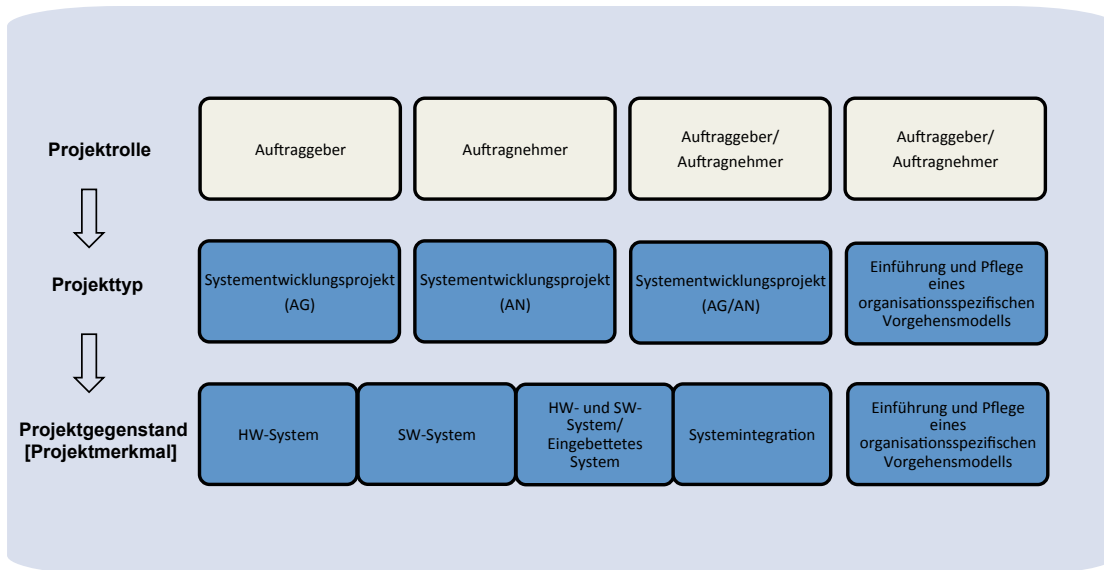 Projektrolle
Auftraggeber
Auftragnehmer
Auftraggeber/
Auftragnehmer
Auftraggeber/
Auftragnehmer
Projekttyp
Systementwicklungsprojekt
(AG)
Systementwicklungsprojekt
(AN)
Systementwicklungsprojekt
(AG/AN)
Einführung und Pflege
eines
organisationsspezifischen
Vorgehensmodells
Projektgegenstand
[Projektmerkmal]
HW-System
SW-System
HW- und SW-
System/
Eingebettetes
System
Systemintegration
Einführung und Pflege
eines
organisationsspezifischen
Vorgehensmodells